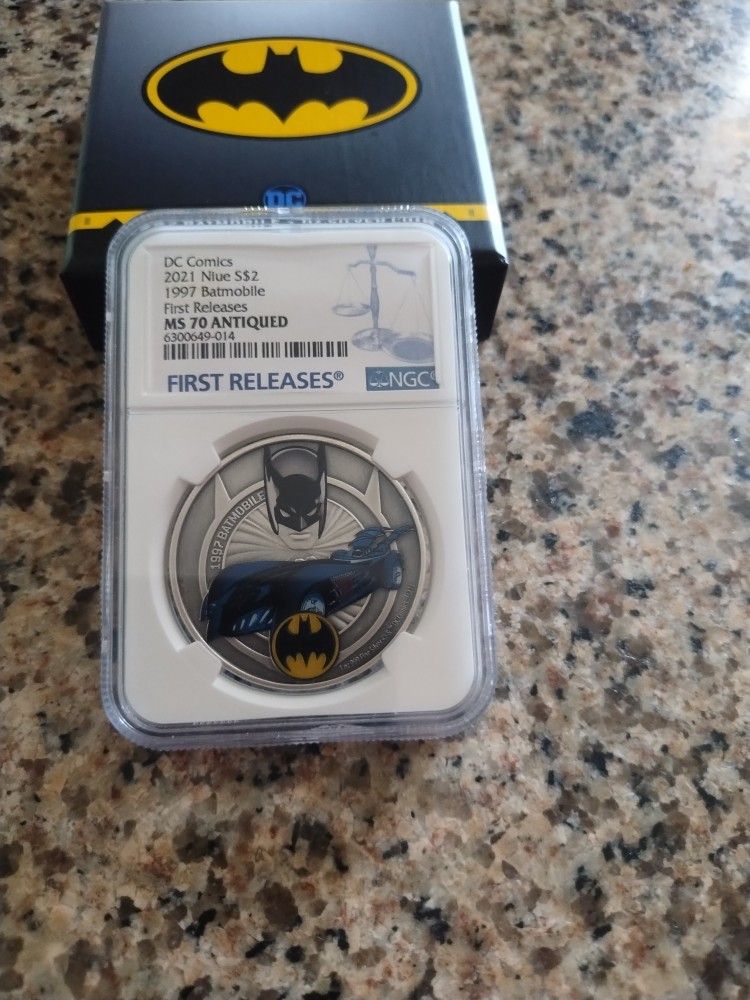 DC
DC Comics
2021 Niue S$2
1997 Batmobile
First Releases
MS 70 ANTIQUED
6300649-014
FIRST RELEASES®
NGC®
1997 BATMOBILE